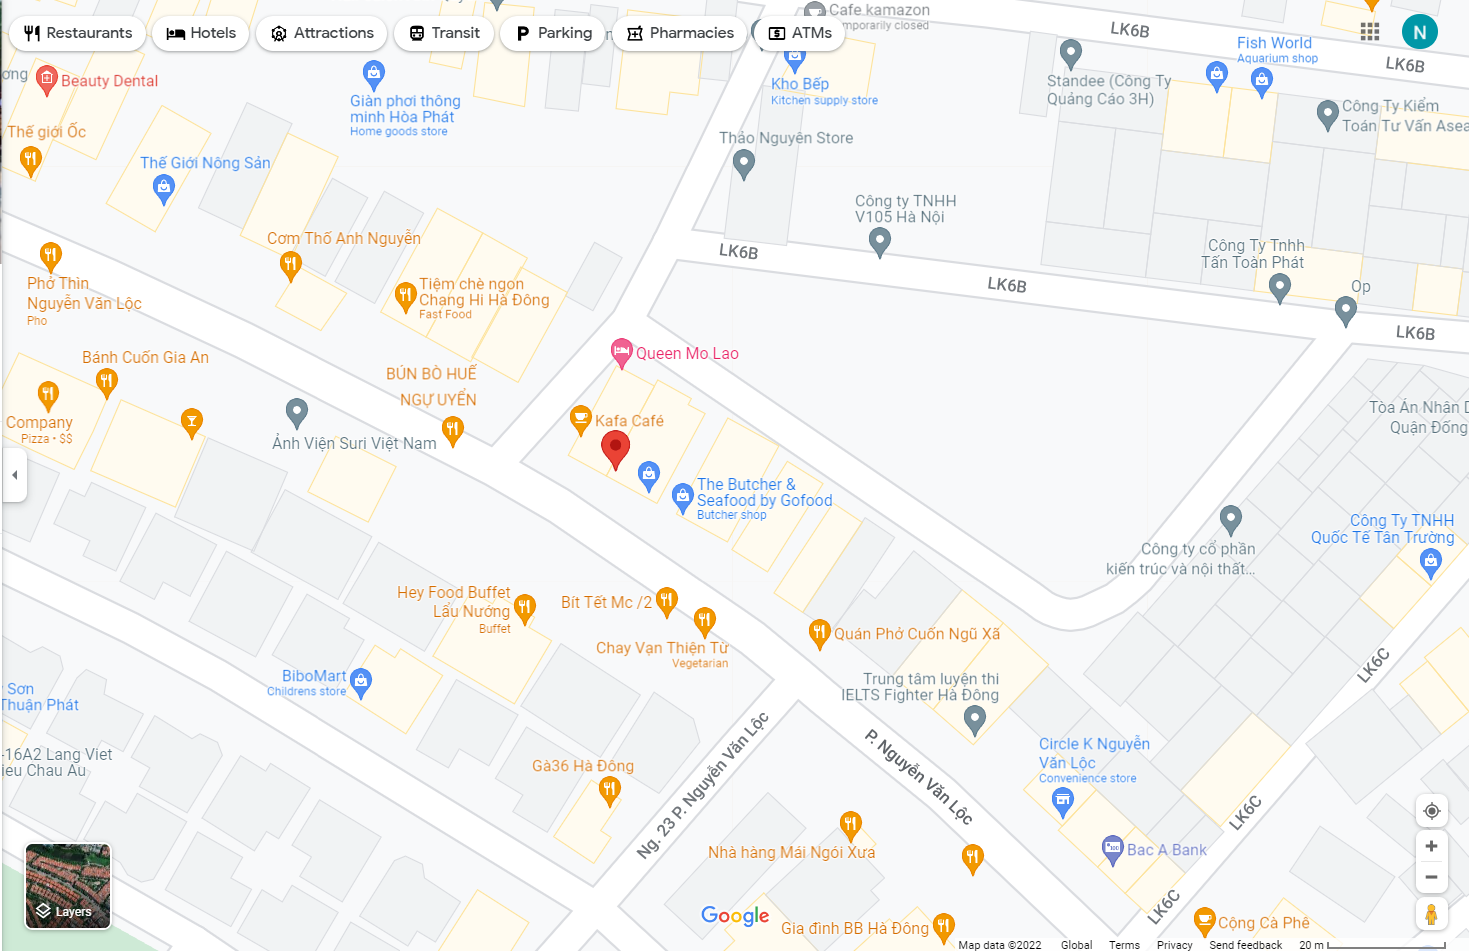 Restaurants
Hotels
Attractions
Transit
Parking
Pharmacies
ATMs
N
Cafe kamazon
mporarily closed
LK6B
LK6B
Fish World
Aquarium shop
Beauty Dental
Giàn phơi thông
minh Hòa Phát
Home goods store
Kho Bếp
Kitchen supply store
Standee (Công Ty
Quảng Cáo 3H)
Công Ty Kiểm
Toán Tư Vấn Asea
Thế giới Ốc
Thảo Nguyên Store
Thế Giới Nông Sản
Công ty TNHH
V105 Hà Nội
Cơm Thố Anh Nguyễn
LK6B
Công Ty Tnhh
Tấn Toàn Phát
Phở Thìn
Nguyễn Văn Lộc
Pho
Tiệm chè ngon
Chang Hi Hà Đông
Fast Food
LK6B
Op
LK6B
Bánh Cuốn Gia An
Queen Mo Lao
BÚN BÒ HUẾ
NGỰ UYỂN
Company
Pizza • $$
Kafa Café
Tòa Án Nhân D
Quận Đống
Ảnh Viện Suri Việt Nam
The Butcher &
Seafood by Gofood
Butcher shop
Công Ty TNHH
Quốc Tế Tân Trường
Công ty cổ phần
kiến trúc và nội thất...
Hey Food Buffet
Lẩu Nướng
Buffet
Bít Tết Mc /2
Chay Vạn Thiện Từ
Vegetarian
Quán Phở Cuốn Ngũ Xã
LK6C
BiboMart
Childrens store
Trung tâm luyện thi
IELTS Fighter Hà Đông
Sơn
Thuận Phát
-16A2 Lang Viet
ieu Chau Au
Ng. 23 P. Nguyễn Văn Lộc
P. Nguyễn Văn Lộc
Circle K Nguyễn
Văn Lộc
Convenience store
Gà36 Hà Đông
LK6C
Nhà hàng Mái Ngói Xưa
Bac A Bank
Layers
LK6C
Google
Gia đình BB Hà Đông
Cộng Cà Phê
Map data ©2022
Global
Terms
Privacy
Send feedback
20 m